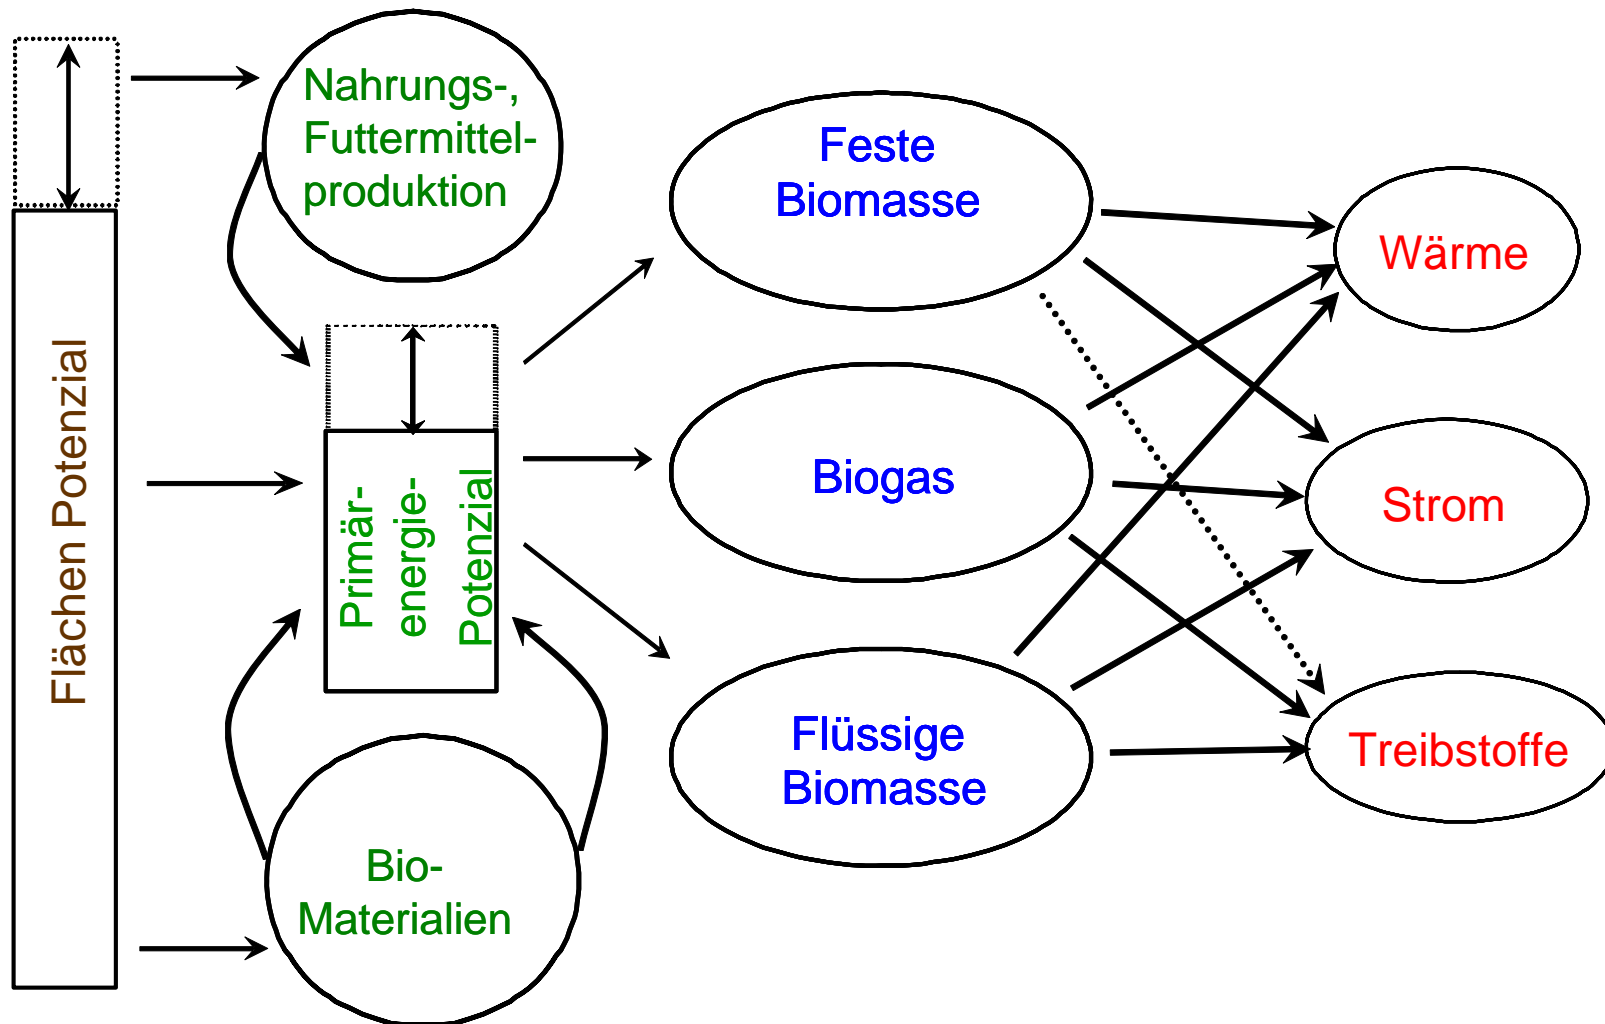 Flächen Potenzial
Nahrungs-,
Futtermittel-
produktion
Primär-
energie-
Potenzial
Bio-
Materialien
Feste
Biomasse
Biogas
Flüssige
Biomasse
Wärme
Strom
Treibstoffe